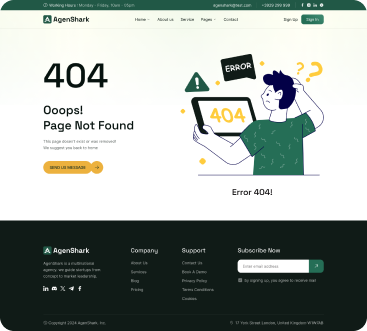 Working Hours : Monday - Friday, 10am - 05pm
agenshark@mail.com
+3929 299 999
AgenShark
Home
About us
Service
Pages
Contact
Sign Up
Sign In
404
Ooops!
Page Not Found
This page doesn't exist or was removed!
We suggest you back to home
SEND US MESSAGE
ERROR
404
Error 404!
AgenShark
AgenShark is a multinational
agency, we guide startups from
concept to market leadership.
Company
About Us
Services
Blog
Pricing
Support
Contact Us
Book A Demo
Privacy Policy
Terms Conditions
Cookies
Subscribe Now
Enter email address
By signing up, you agree to receive mail
© Copyright 2024 AgenShark, Inc.
17 York Street London, United Kingdom